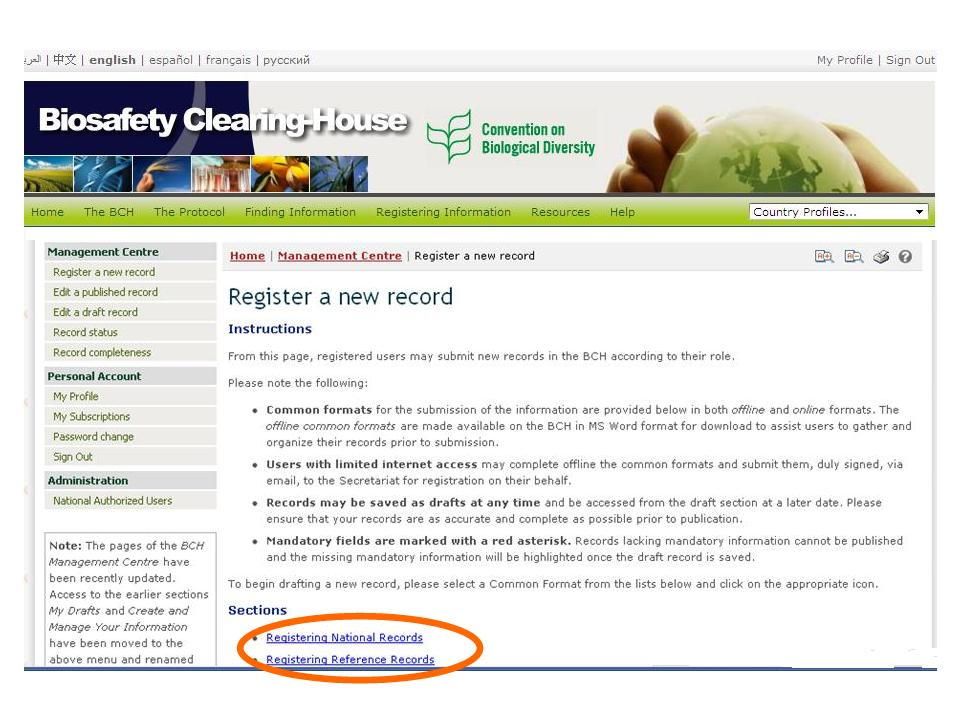 中文 | english | español | français | русский
My Profile | Sign Out
Biosafety Clearing-House
Convention on
Biological Diversity
Home The BCH The Protocol Finding Information Registering Information Resources Help
Country Profiles...
Management Centre
Register a new record
Edit a published record
Edit a draft record
Record status
Record completeness
Personal Account
My Profile
My Subscriptions
Password change
Sign Out
Administration
National Authorized Users
Note: The pages of the BCH
Management Centre have
been recently updated.
Access to the earlier sections
My Drafts and Create and
Manage Your Information
have been moved to the
above menu and renamed
Home | Management Centre | Register a new record
Register a new record
Instructions
From this page, registered users may submit new records in the BCH according to their role.
Please note the following:
• Common formats for the submission of the information are provided below in both offline and online formats. The
offline common formats are made available on the BCH in MS Word format for download to assist users to gather and
organize their records prior to submission.
• Users with limited internet access may complete offline the common formats and submit them, duly signed, via
email, to the Secretariat for registration on their behalf.
• Records may be saved as drafts at any time and be accessed from the draft section at a later date. Please
ensure that your records are as accurate and complete as possible prior to publication.
• Mandatory fields are marked with a red asterisk. Records lacking mandatory information cannot be published
and the missing mandatory information will be highlighted once the draft record is saved.
To begin drafting a new record, please select a Common Format from the lists below and click on the appropriate icon.
Sections
• Registering National Records
• Registering Reference Records